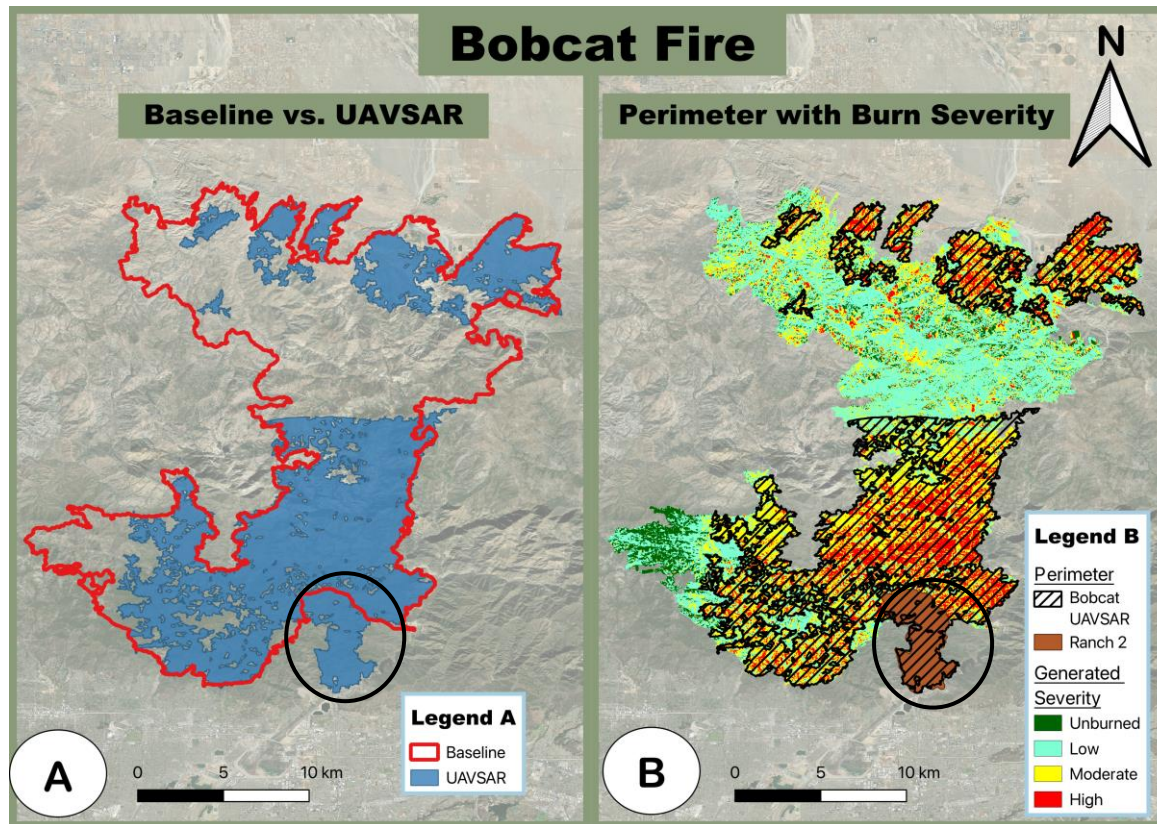 Bobcat Fire
N
Baseline vs. UAVSAR
Perimeter with Burn Severity
Legend A
Baseline
UAVSAR
A
0 5 10 km
Legend B
Perimeter
Bobcat
UAVSAR
Ranch 2
Generated
Severity
Unburned
Low
Moderate
High
B
0 5 10 km